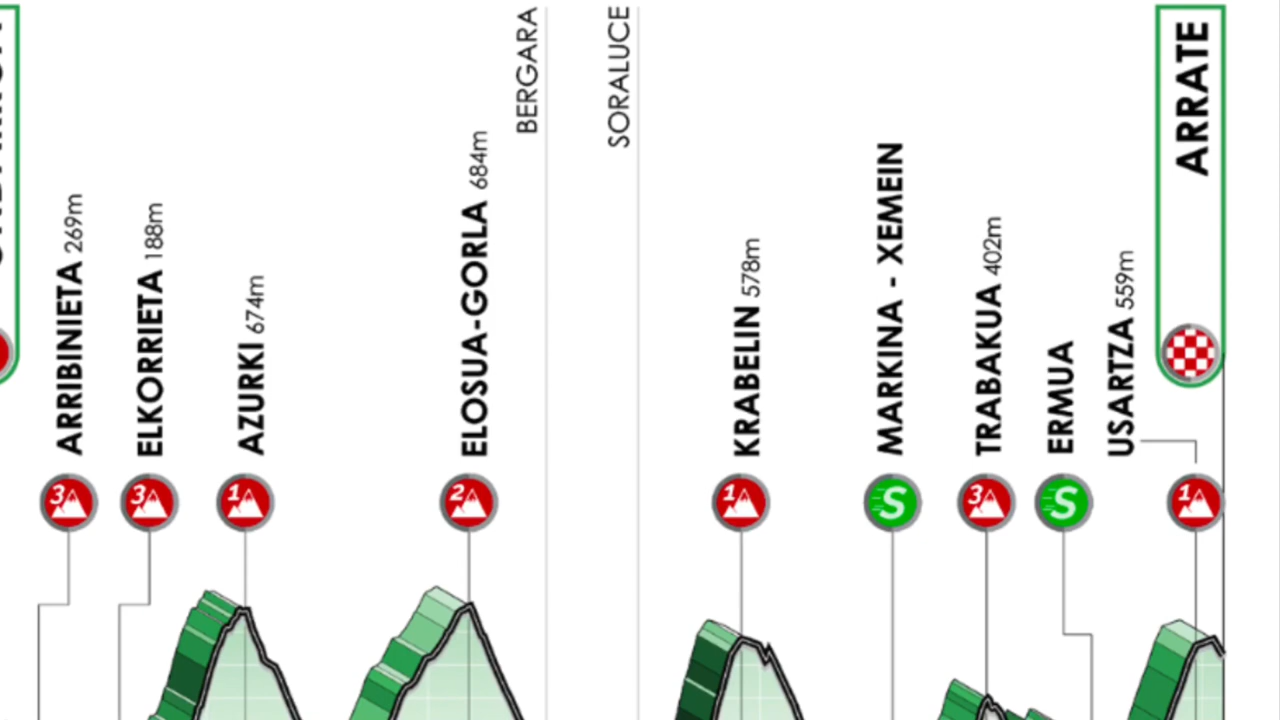 ARRIBINIETA 269m
3
ELKORRIETA 188m
3
AZURKI 674m
1
ELOSUA-GORLA 684m
2
BERGARA
SORALUCE
KRABELIN 578m
1
MARKINA - XEMEIN
S
TRABAKUA 402m
3
ERMUA
S
USARTZA 559m
1
ARRATE